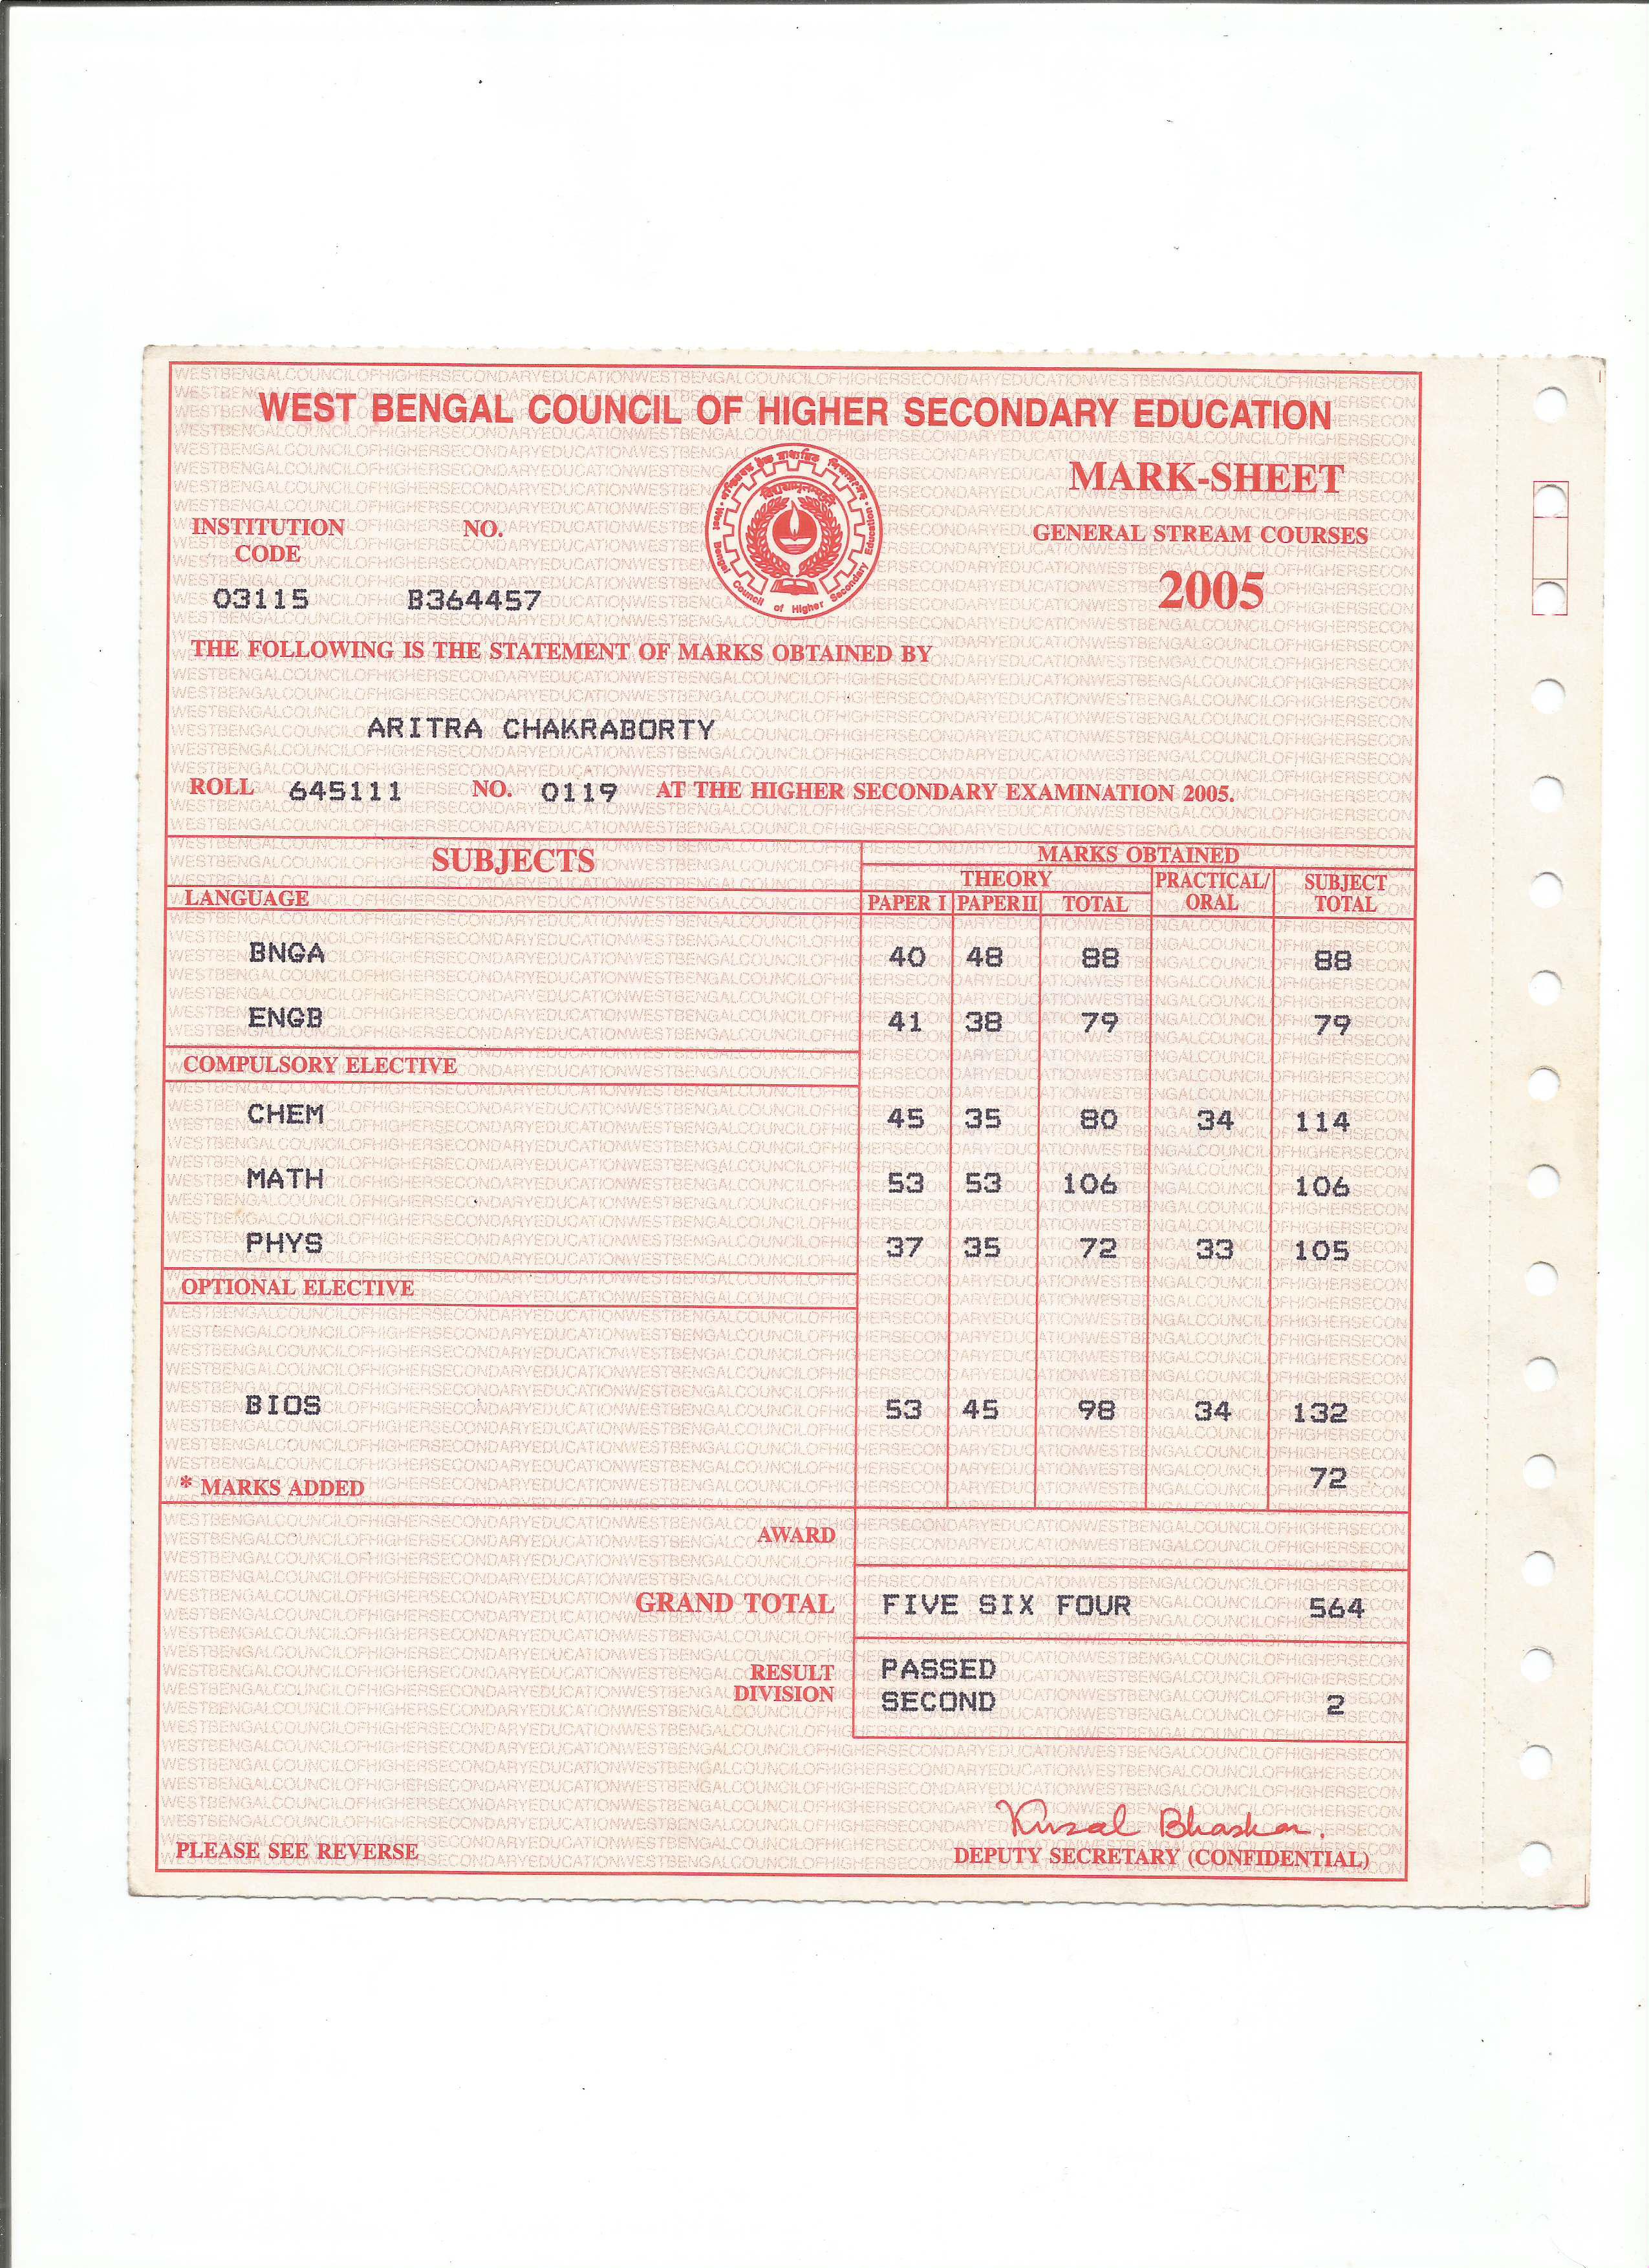 WEST BENGAL COUNCIL OF HIGHER SECONDARY EDUCATION
MARK-SHEET
INSTITUTION CODE NO.
GENERAL STREAM COURSES
West Bengal Council of Higher Secondary Education
03115 B364457
2005
THE FOLLOWING IS THE STATEMENT OF MARKS OBTAINED BY
ARITRA CHAKRABORTY
ROLL 645111 NO. 0119 AT THE HIGHER SECONDARY EXAMINATION 2005.
SUBJECTS MARKS OBTAINED
THEORY PRACTICAL/ORAL SUBJECT TOTAL
LANGUAGE PAPER I PAPER II TOTAL
BNGA 40 48 88 88
ENGB 41 38 79 79
COMPULSORY ELECTIVE
CHEM 45 35 80 34 114
MATH 53 53 106 106
PHYS 37 35 72 33 105
OPTIONAL ELECTIVE
BIOS 53 45 98 34 132
* MARKS ADDED 72
AWARD
GRAND TOTAL FIVE SIX FOUR 564
RESULT PASSED
DIVISION SECOND 2
PLEASE SEE REVERSE
DEPUTY SECRETARY (CONFIDENTIAL)